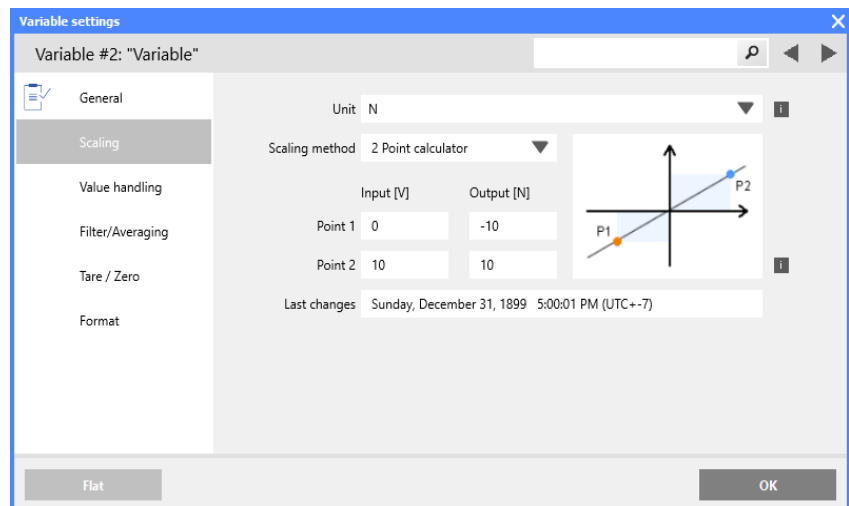 Variable settings
Variable #2: "Variable"
General
Scaling
Value handling
Filter/Averaging
Tare / Zero
Format
Unit N
i
Scaling method 2 Point calculator
Input [V] Output [N]
Point 1 0 -10
Point 2 10 10
i
P1
P2
Last changes Sunday, December 31, 1899 5:00:01 PM (UTC+-7)
Flat
OK